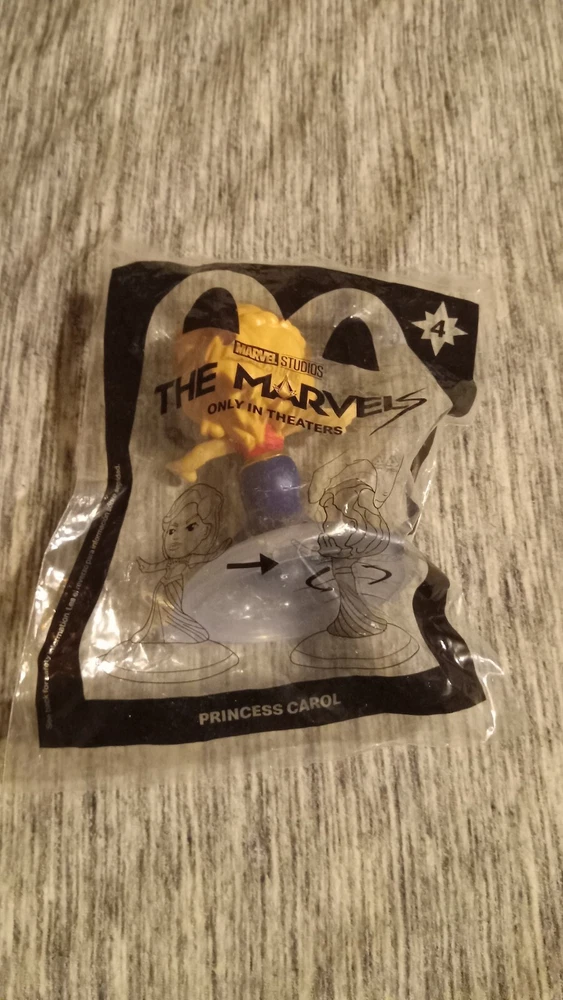 4
MARVEL STUDIOS
THE MARVELS
ONLY IN THEATERS
PRINCESS CAROL